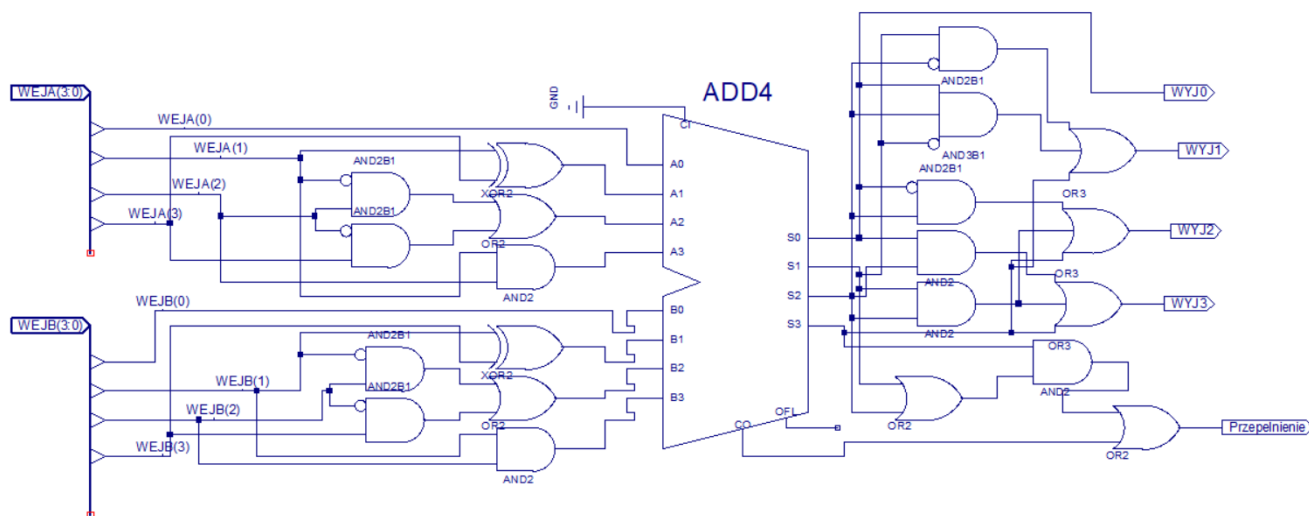 WEJA(3:0)
WEJA(0)
WEJA(1)
WEJA(2)
WEJA(3)
AND2B1
AND2B1
XOR2
OR2
AND2
GND
ADD4
CI
A0
A1
A2
A3
B0
B1
B2
B3
S0
S1
S2
S3
CO
OFL
WEJB(3:0)
WEJB(0)
WEJB(1)
WEJB(2)
WEJB(3)
AND2B1
AND2B1
XOR2
OR2
AND2
AND2B1
AND3B1
AND2B1
AND2
AND2
OR3
OR3
OR3
AND2
OR2
OR2
WYJ0
WYJ1
WYJ2
WYJ3
Przepelnienie